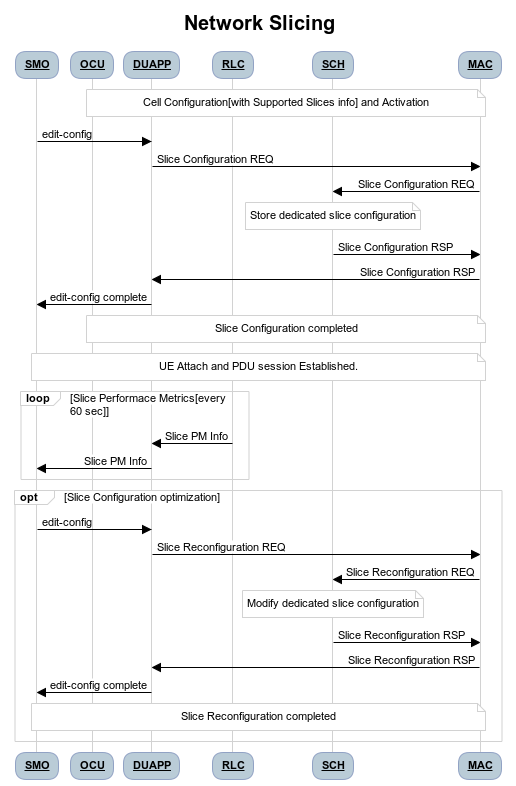 Network Slicing
SMO OCU DUAPP RLC SCH MAC
Cell Configuration[with Supported Slices info] and Activation
edit-config
Slice Configuration REQ
Slice Configuration REQ
Store dedicated slice configuration
Slice Configuration RSP
Slice Configuration RSP
edit-config complete
Slice Configuration completed
UE Attach and PDU session Established.
loop [Slice Performace Metrics[every
60 sec]]
Slice PM Info
Slice PM Info
opt [Slice Configuration optimization]
edit-config
Slice Reconfiguration REQ
Slice Reconfiguration REQ
Modify dedicated slice configuration
Slice Reconfiguration RSP
Slice Reconfiguration RSP
edit-config complete
Slice Reconfiguration completed
SMO OCU DUAPP RLC SCH MAC